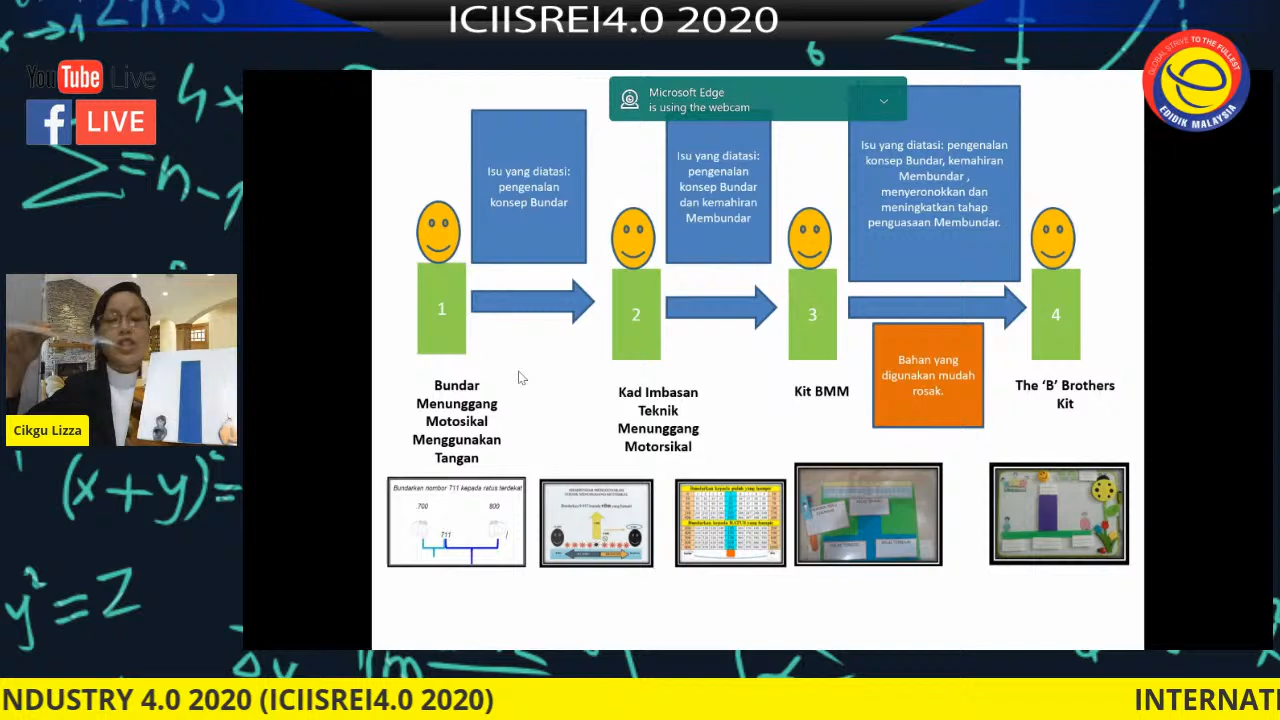 ICIISREI4.0 2020
YouTube Live
f LIVE
GLOBAL STRIVE TO THE FULLEST
EDIDIK MALAYSIA
Microsoft Edge
is using the webcam
Isu yang diatasi:
pengenalan
konsep Bundar
Isu yang diatasi:
pengenalan
konsep Bundar
dan kemahiran
Membundar
Isu yang diatasi: pengenalan
konsep Bundar, kemahiran
Membundar ,
menyeronokkan dan
meningkatkan tahap
penguasaan Membundar.
1
2
3
4
Bahan yang
digunakan mudah
rosak.
Bundar
Menunggang
Motosikal
Menggunakan
Tangan
Kad Imbasan
Teknik
Menunggang
Motorsikal
Kit BMM
The ‘B’ Brothers
Kit
Cikgu Lizza
Bundarkan nombor 711 kepada ratus terdekat
700
800
711
4x
∑=n-1
(x+y)
y²=z
NDUSTRY 4.0 2020 (ICIISREI4.0 2020)
INTERNATI